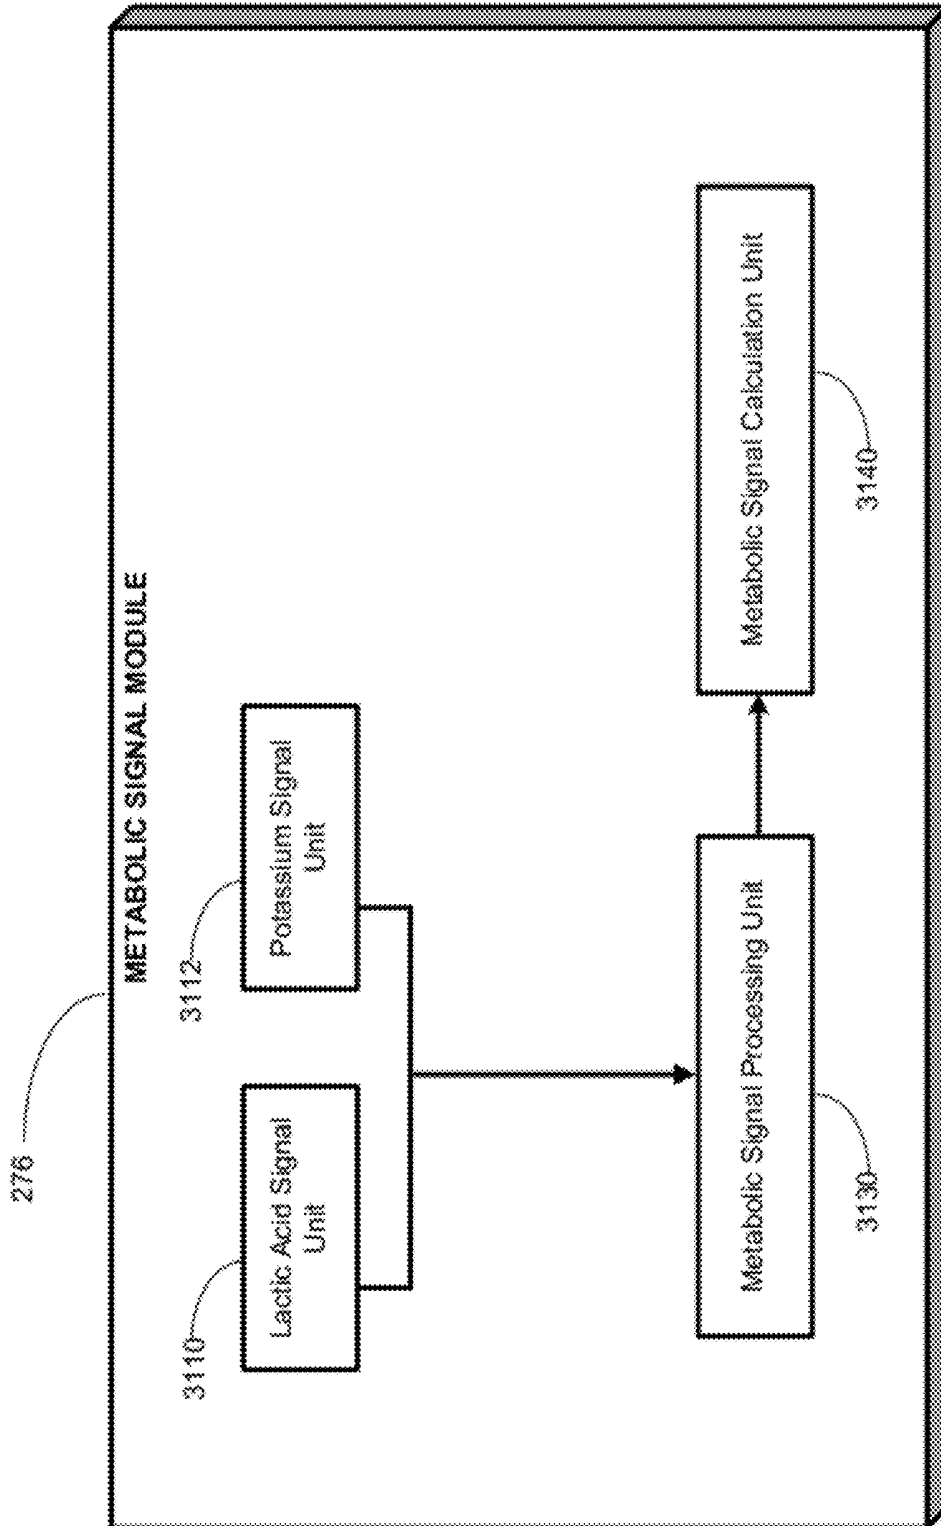 276
METABOLIC SIGNAL MODULE
3110
Lactic Acid Signal
Unit
3112
Potassium Signal
Unit
Metabolic Signal Processing Unit
3130
Metabolic Signal Calculation Unit
3140